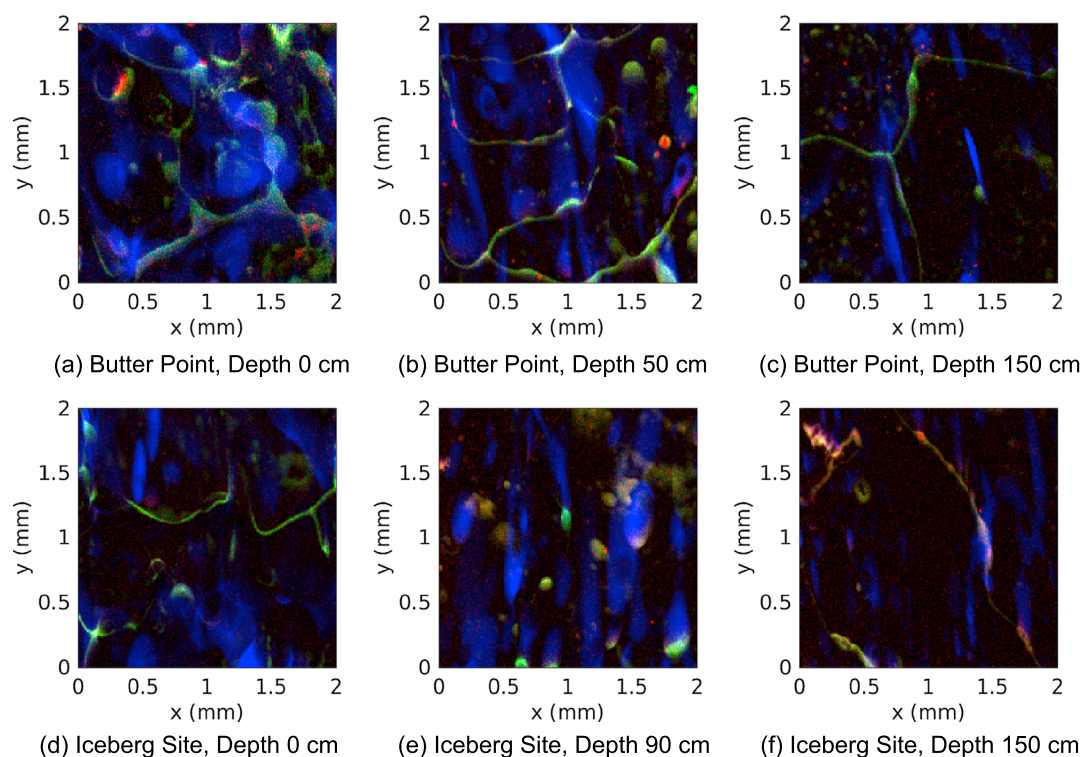 2
1.5
1
0.5
0
y (mm)
0 0.5 1 1.5 2
x (mm)
(a) Butter Point, Depth 0 cm
2
1.5
1
0.5
0
y (mm)
0 0.5 1 1.5 2
x (mm)
(b) Butter Point, Depth 50 cm
2
1.5
1
0.5
0
y (mm)
0 0.5 1 1.5 2
x (mm)
(c) Butter Point, Depth 150 cm
2
1.5
1
0.5
0
y (mm)
0 0.5 1 1.5 2
x (mm)
(d) Iceberg Site, Depth 0 cm
2
1.5
1
0.5
0
y (mm)
0 0.5 1 1.5 2
x (mm)
(e) Iceberg Site, Depth 90 cm
2
1.5
1
0.5
0
y (mm)
0 0.5 1 1.5 2
x (mm)
(f) Iceberg Site, Depth 150 cm